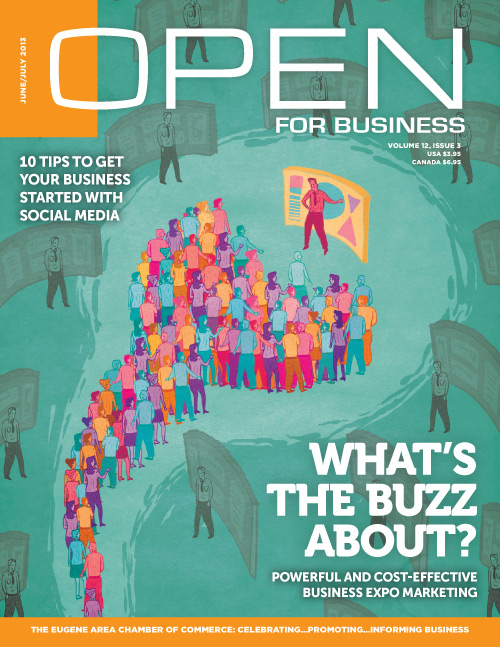 JUNE/JULY 2013
OPEN
FOR BUSINESS
VOLUME 12, ISSUE 3
USA $3.95
CANADA $6.95
10 TIPS TO GET
YOUR BUSINESS
STARTED WITH
SOCIAL MEDIA
WHAT'S
THE BUZZ
ABOUT?
POWERFUL AND COST-EFFECTIVE
BUSINESS EXPO MARKETING
THE EUGENE AREA CHAMBER OF COMMERCE: CELEBRATING...PROMOTING...INFORMING BUSINESS